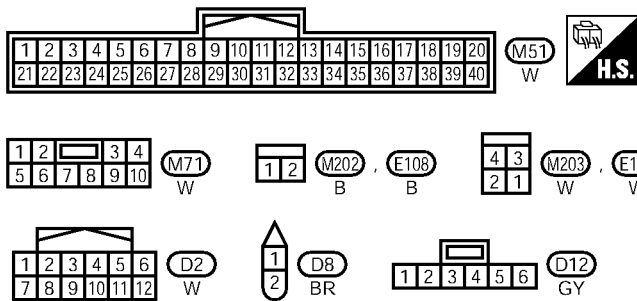 1 2 3 4 5 6 7 8 9 10 11 12 13 14 15 16 17 18 19 20 M51
21 22 23 24 25 26 27 28 29 30 31 32 33 34 35 36 37 38 39 40 W
H.S.
1 2 3 4 M71
5 6 7 8 9 10 W
1 2 M202 , E108
B B
4 3 M203 ,
2 1 W
1 2 3 4 5 6 D2
7 8 9 10 11 12 W
1 D8
2 BR
1 2 3 4 5 6 D12
GY